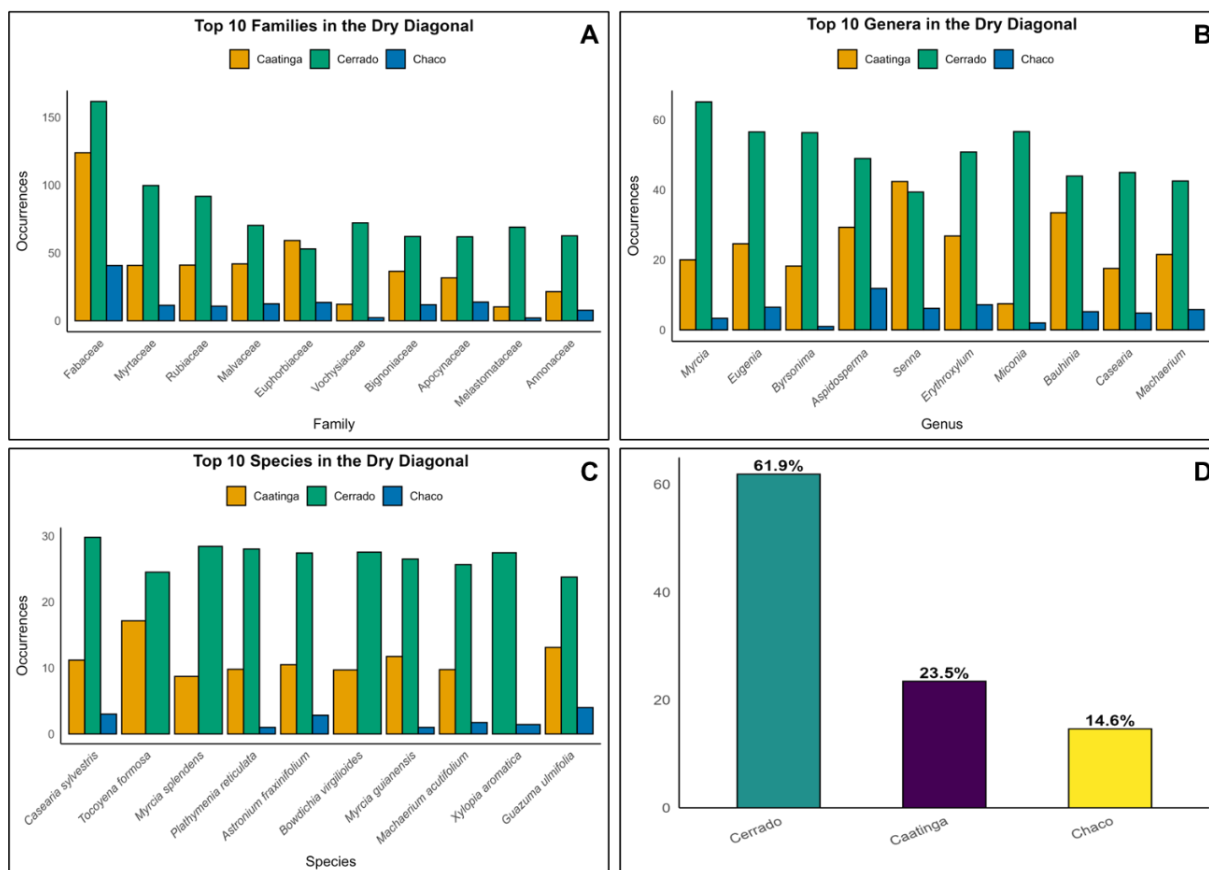 Top 10 Families in the Dry Diagonal
A
Caatinga Cerrado Chaco
Occurrences
150
100
50
0
Fabaceae Myrtaceae Rubiaceae Malvaceae Euphorbiaceae Vochysiaceae Bignoniaceae Apocynaceae Melastomataceae Annonaceae
Family
Top 10 Genera in the Dry Diagonal
B
Caatinga Cerrado Chaco
Occurrences
60
40
20
0
Myrcia Eugenia Byrsonima Aspidosperma Senna Erythroxylum Miconia Bauhinia Casearia Machaerium
Genus
Top 10 Species in the Dry Diagonal
C
Caatinga Cerrado Chaco
Occurrences
30
20
10
0
Casearia sylvestris Tocoyena formosa Myrcia splendens Plathymenia reticulata Astronium fraxinifolium Bowdichia virgilioides Myrcia guianensis Machaerium acutifolium Xylopia aromatica Guazuma ulmifolia
Species
D
61.9%
23.5%
14.6%
60
40
20
0
Cerrado Caatinga Chaco